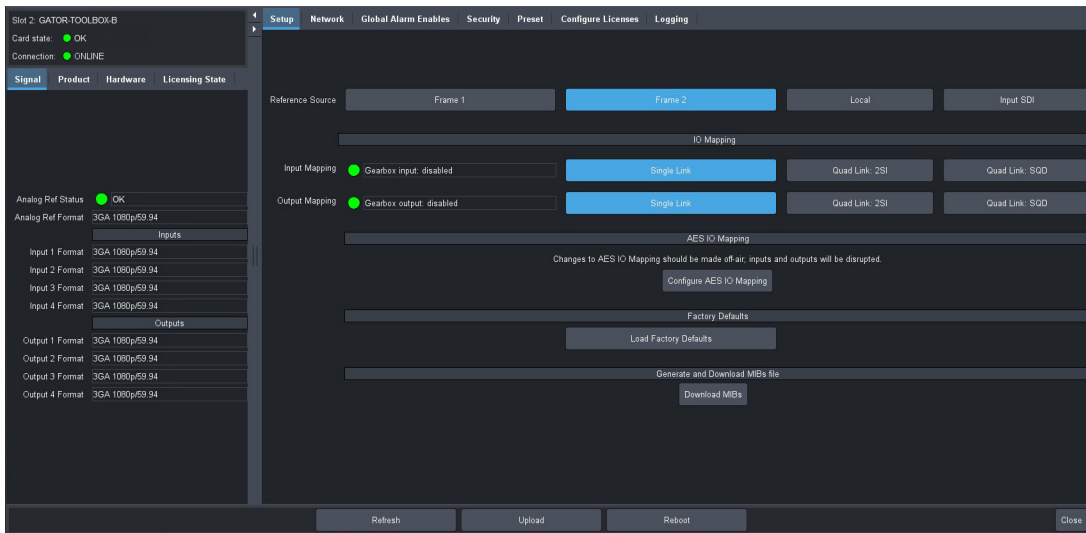 Slot 2: GATOR-TOOLBOX-B
Card state: OK
Connection: ONLINE
Signal Product Hardware Licensing State
Analog Ref Status OK
Analog Ref Format 3GA 1080p/59.94
Inputs
Input 1 Format 3GA 1080p/59.94
Input 2 Format 3GA 1080p/59.94
Input 3 Format 3GA 1080p/59.94
Input 4 Format 3GA 1080p/59.94
Outputs
Output 1 Format 3GA 1080p/59.94
Output 2 Format 3GA 1080p/59.94
Output 3 Format 3GA 1080p/59.94
Output 4 Format 3GA 1080p/59.94
Setup Network Global Alarm Enables Security Preset Configure Licenses Logging
Reference Source Frame 1 Frame 2 Local Input SDI
IO Mapping
Input Mapping Gearbox input: disabled Single Link Quad Link: 2SI Quad Link: SQD
Output Mapping Gearbox output: disabled Single Link Quad Link: 2SI Quad Link: SQD
AES IO Mapping
Changes to AES IO Mapping should be made off-air; inputs and outputs will be disrupted.
Configure AES IO Mapping
Factory Defaults
Load Factory Defaults
Generate and Download MIBs file
Download MIBs
Refresh Upload Reboot Close